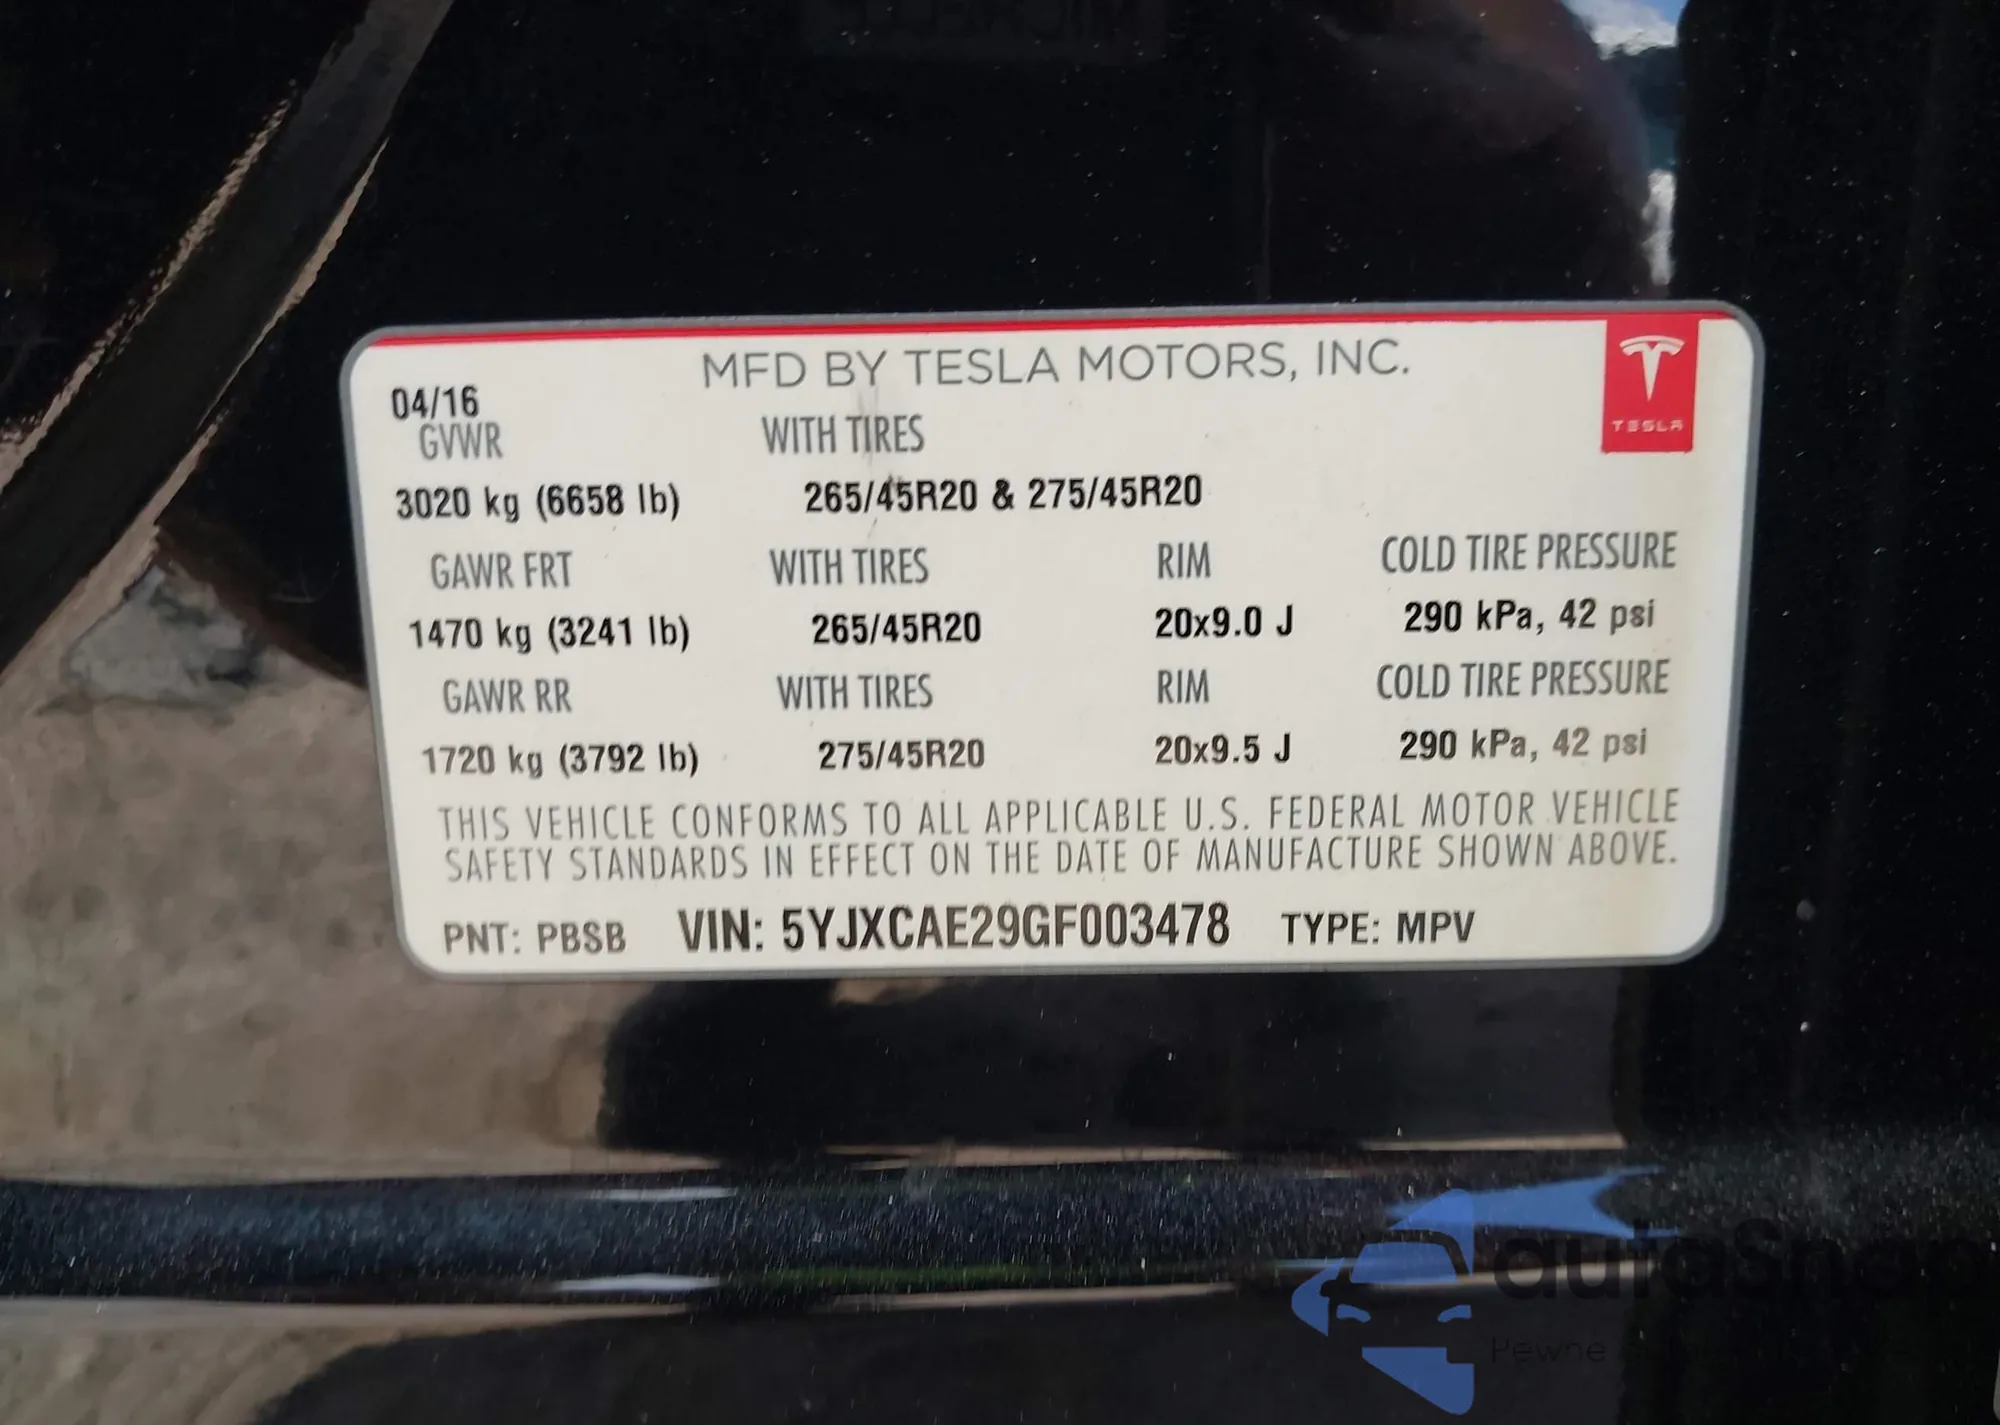 MFD BY TESLA MOTORS, INC.
TESLA
04/16
GVWR WITH TIRES
3020 kg (6658 lb) 265/45R20 & 275/45R20
GAWR FRT WITH TIRES RIM COLD TIRE PRESSURE
1470 kg (3241 lb) 265/45R20 20x9.0 J 290 kPa, 42 psi
GAWR RR WITH TIRES RIM COLD TIRE PRESSURE
1720 kg (3792 lb) 275/45R20 20x9.5 J 290 kPa, 42 psi
THIS VEHICLE CONFORMS TO ALL APPLICABLE U.S. FEDERAL MOTOR VEHICLE
SAFETY STANDARDS IN EFFECT ON THE DATE OF MANUFACTURE SHOWN ABOVE.
PNT: PBSB VIN: 5YJXCAE29GF003478 TYPE: MPV
autoSnap
Pewne